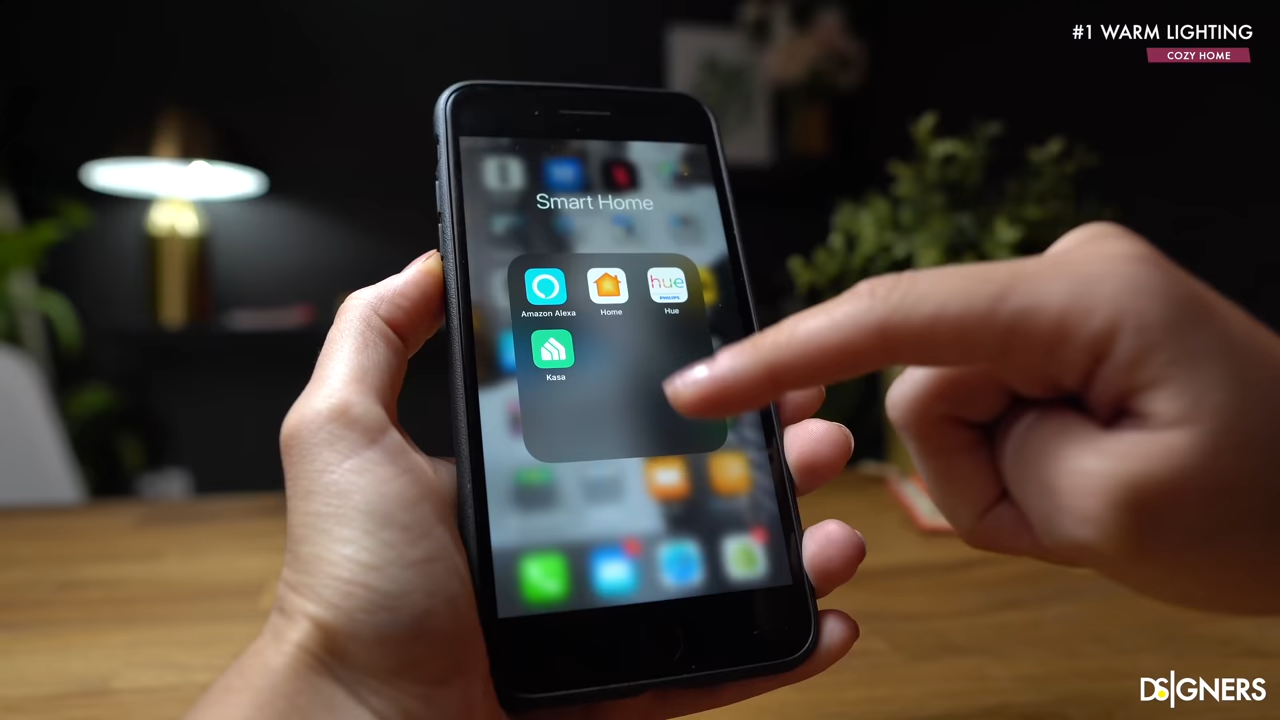 #1 WARM LIGHTING
COZY HOME
Smart Home
Amazon Alexa
Home
hue
PHILIPS
Hue
Kasa
DSIGNERS